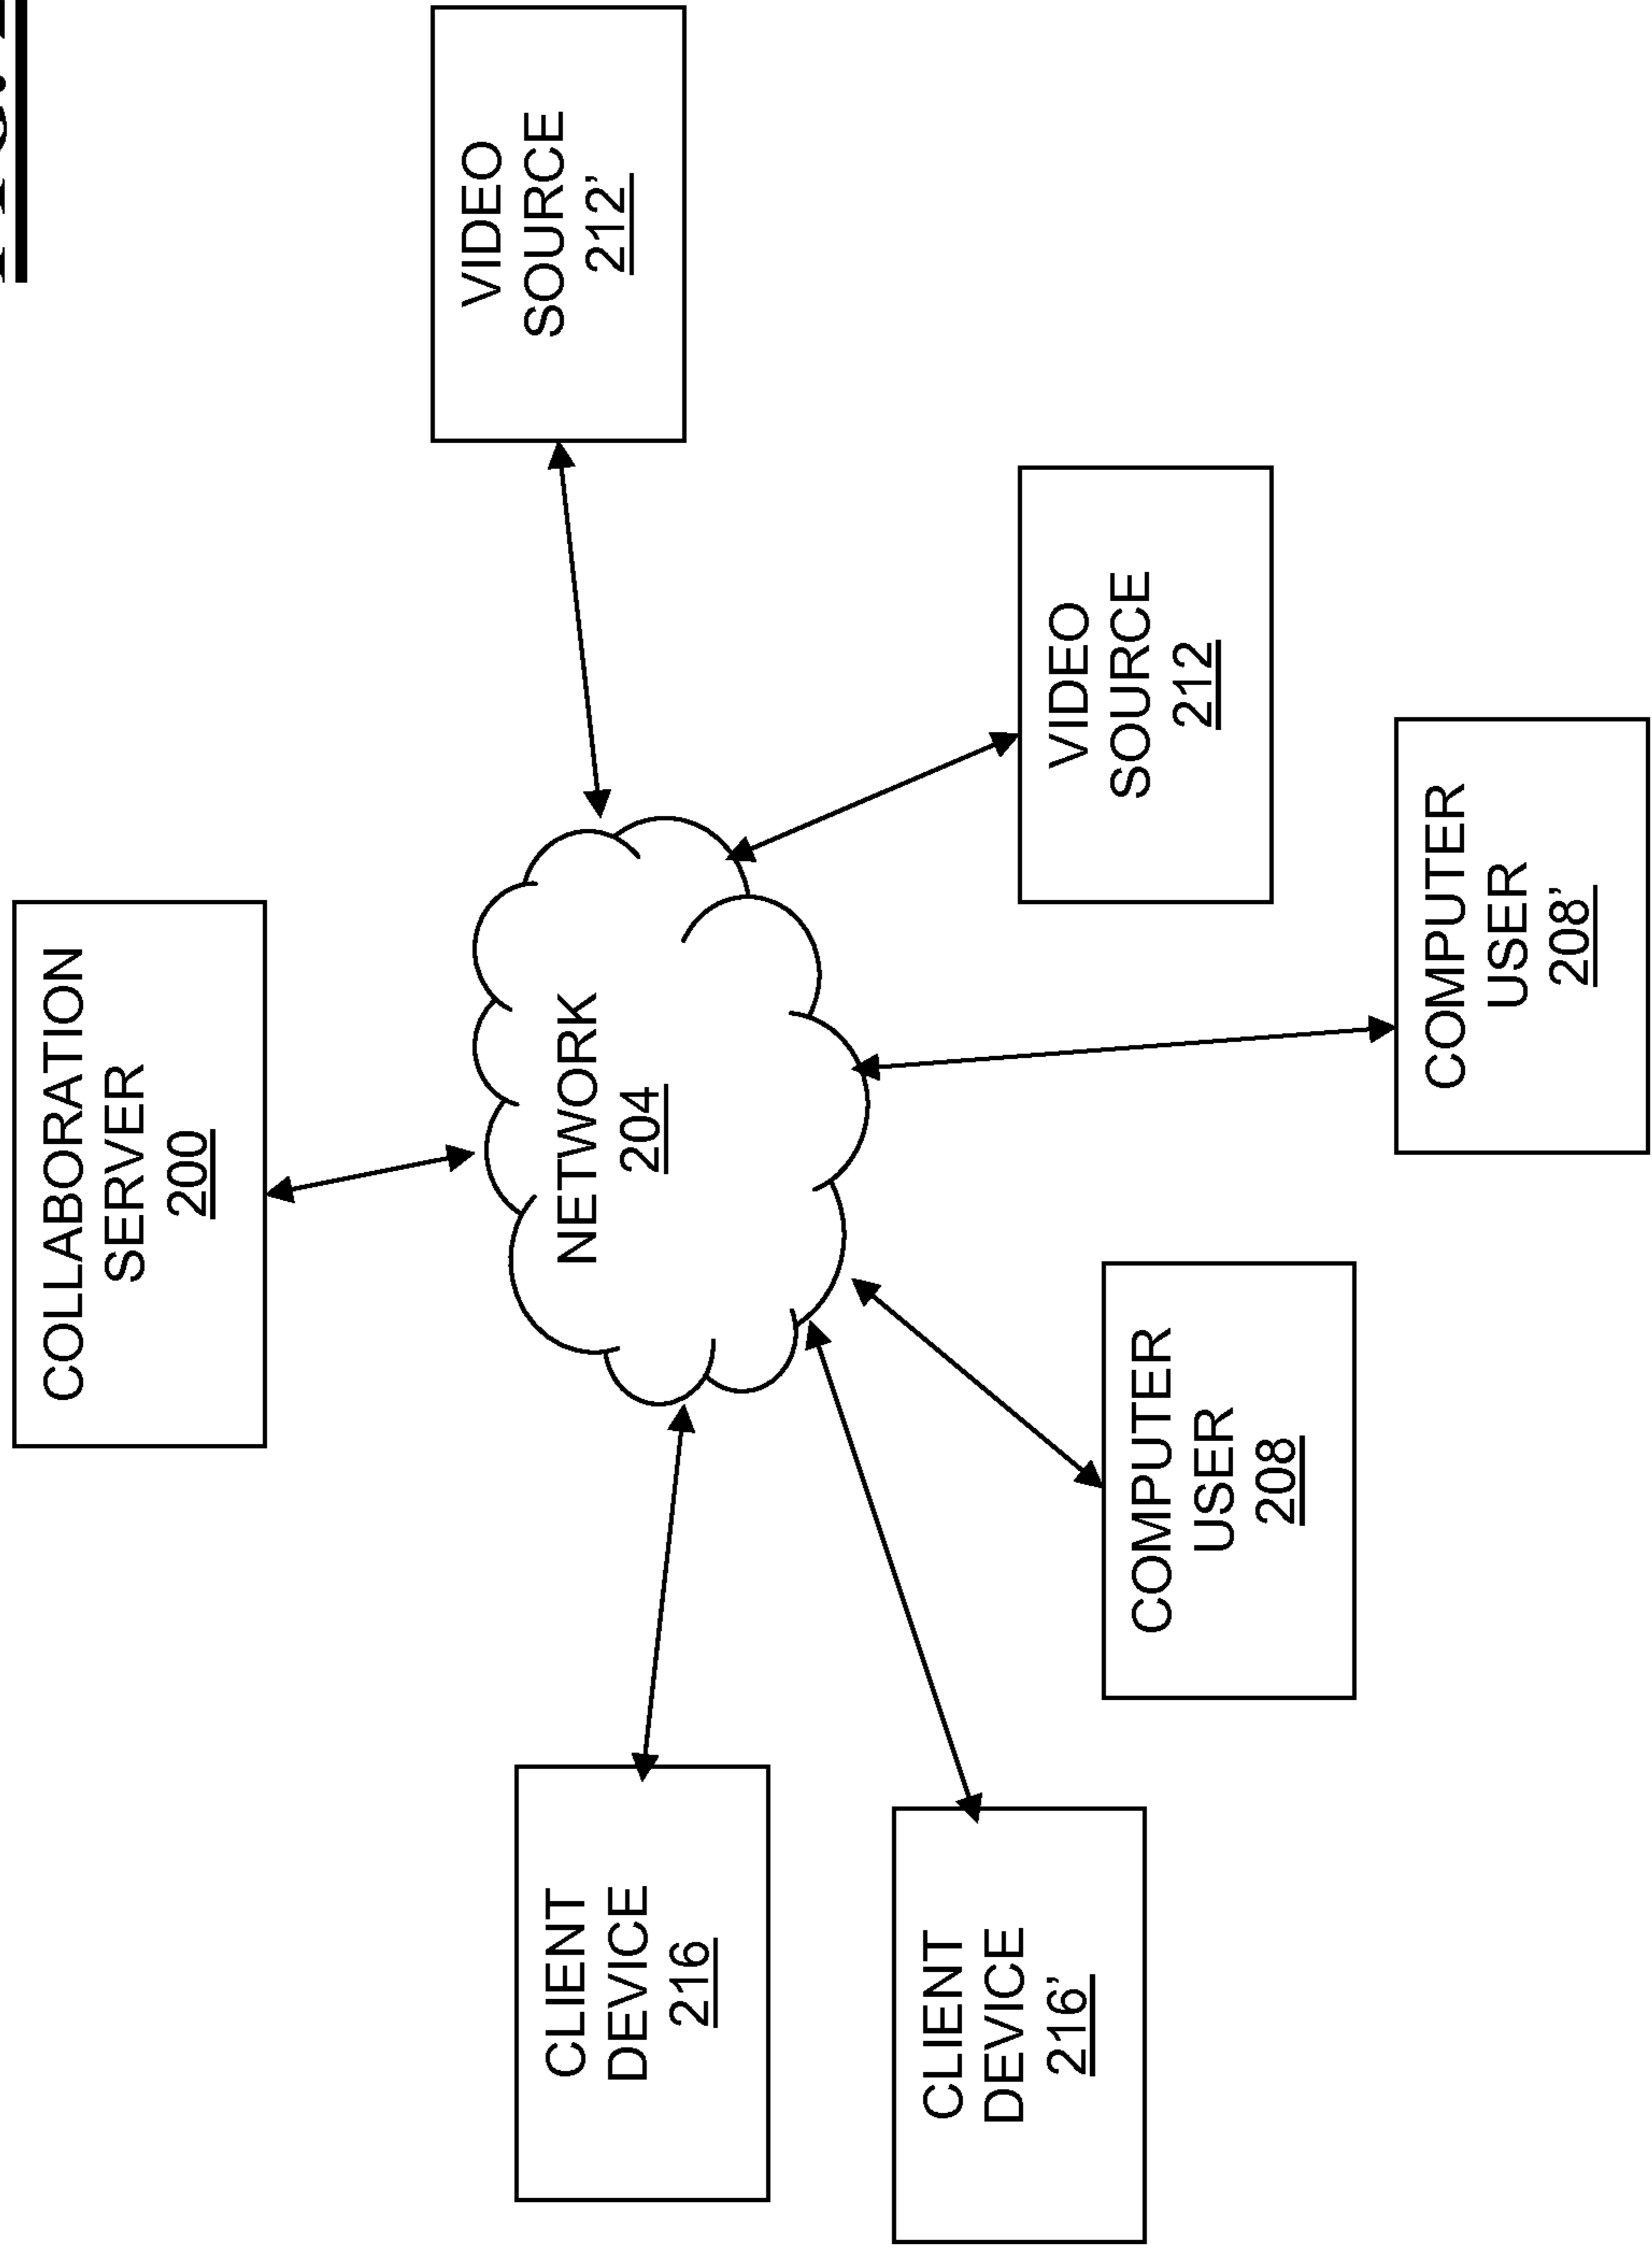 COLLABORATION
SERVER
200
VIDEO
SOURCE
212'
CLIENT
DEVICE
216
NETWORK
204
CLIENT
DEVICE
216'
VIDEO
SOURCE
212
COMPUTER
USER
208
COMPUTER
USER
208'